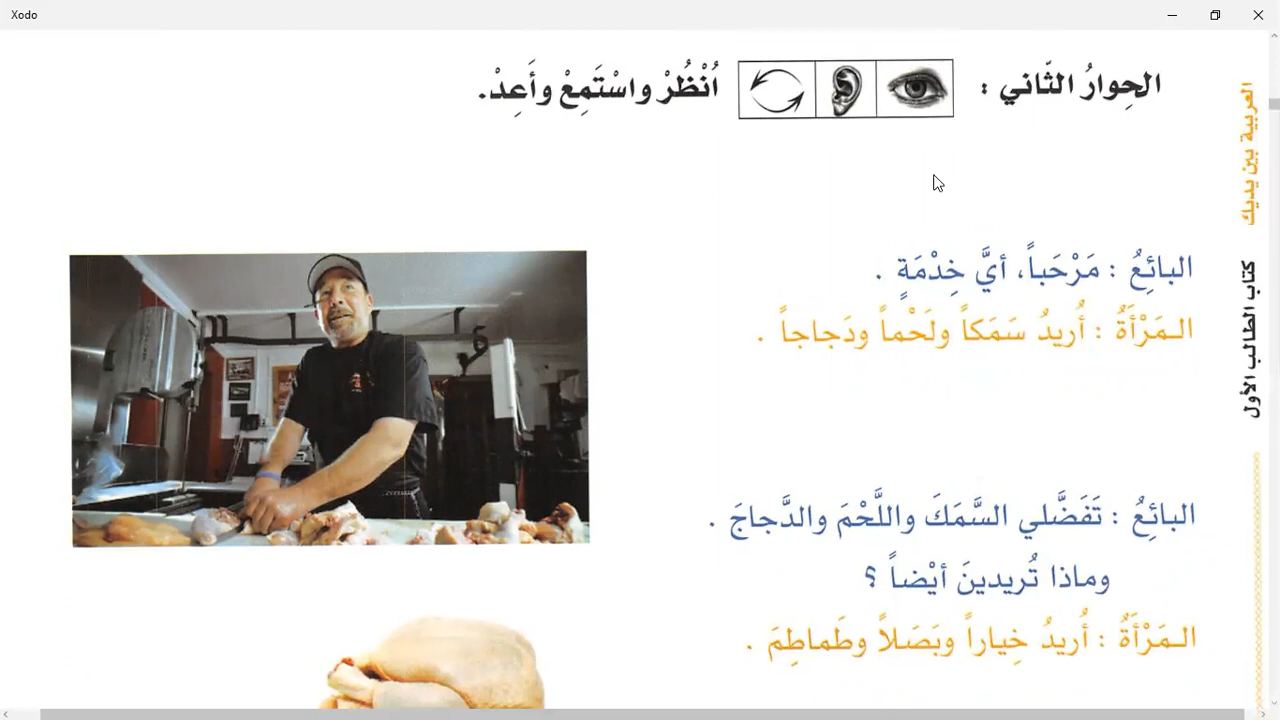 Xodo
الحِوارُ الثّاني : اُنْظُرْ واسْتَمِعْ وأَعِدْ.
العربية بين يديك
كتاب الطالب الأول
البائِعُ : مَرْحَباً، أيَّ خِدْمَةٍ .
الـمَرْأَةُ : أُريدُ سَمَكاً ولَحْماً ودَجاجاً .
البائِعُ : تَفَضَّلي السَّمَكَ واللَّحْمَ والدَّجاجَ .
وماذا تُريدينَ أيْضاً ؟
الـمَرْأَةُ : أُريدُ خِياراً وبَصَلاً وطَماطِمَ .